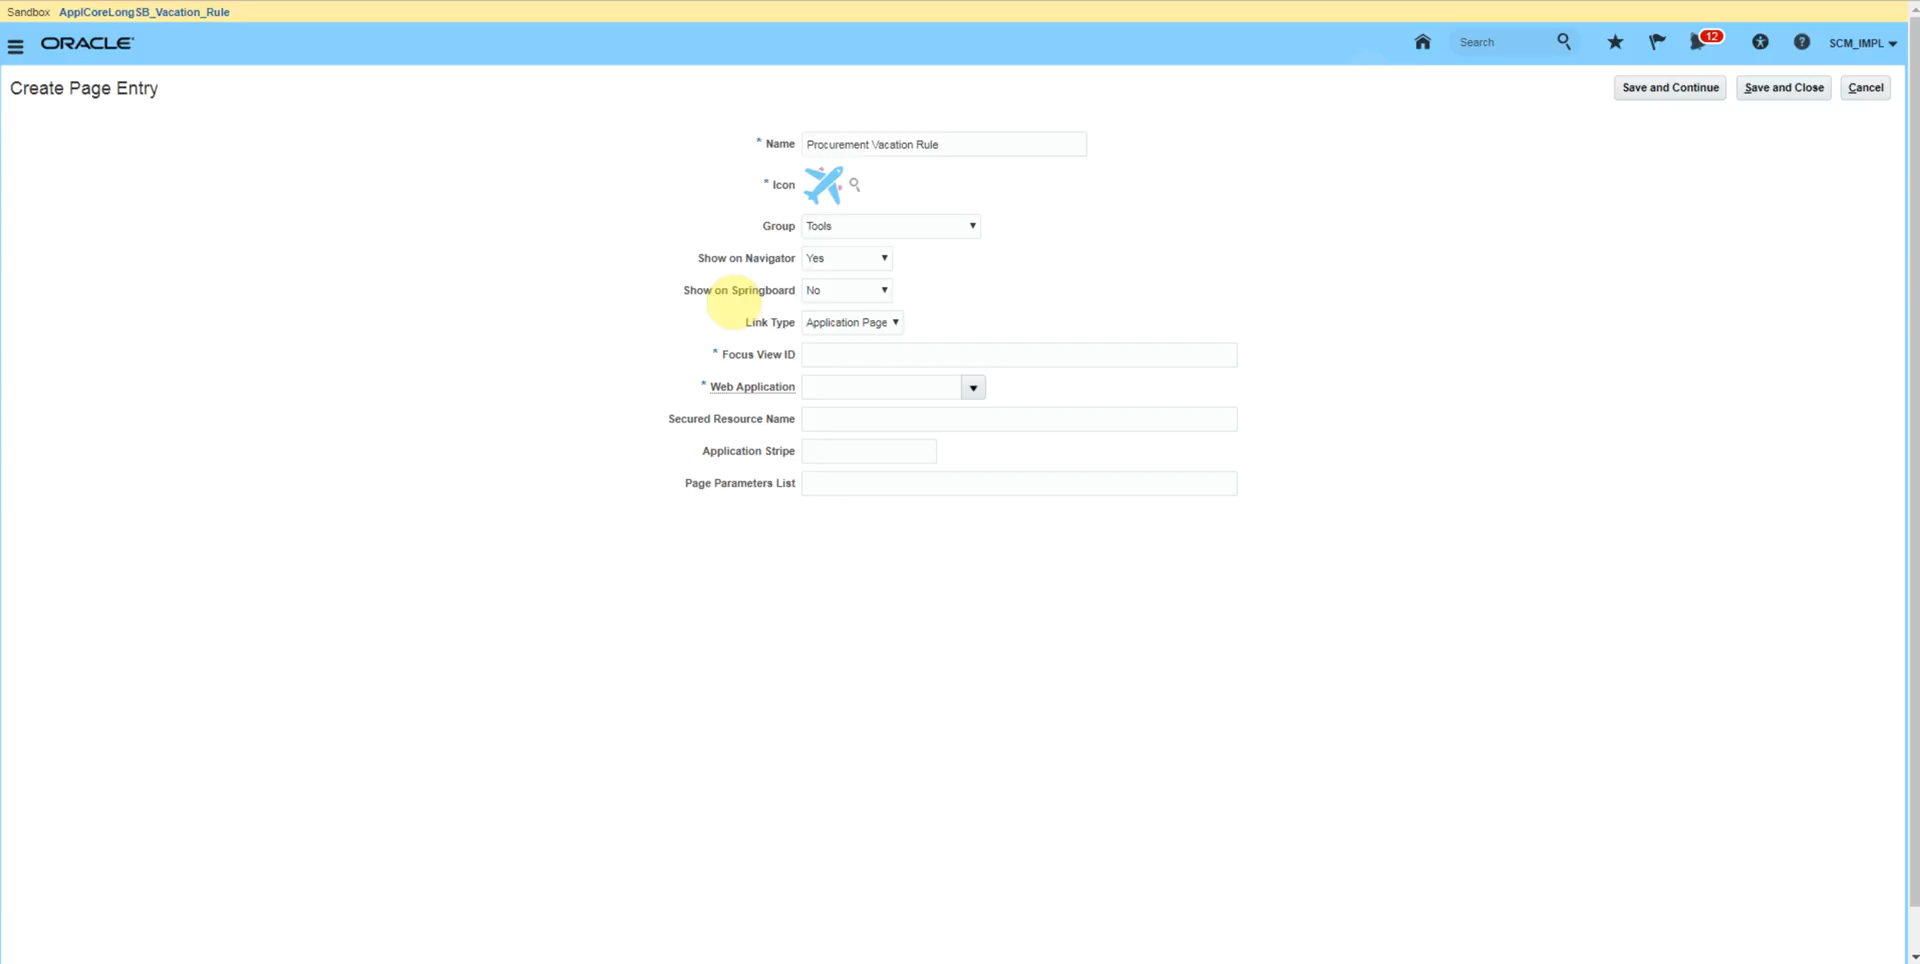 Sandbox ApplCoreLongSB_Vacation_Rule
ORACLE
Search
12
SCM_IMPL
Create Page Entry
Save and Continue
Save and Close
Cancel
* Name Procurement Vacation Rule
* Icon
Group Tools
Show on Navigator Yes
Show on Springboard No
Link Type Application Page
* Focus View ID
* Web Application
Secured Resource Name
Application Stripe
Page Parameters List